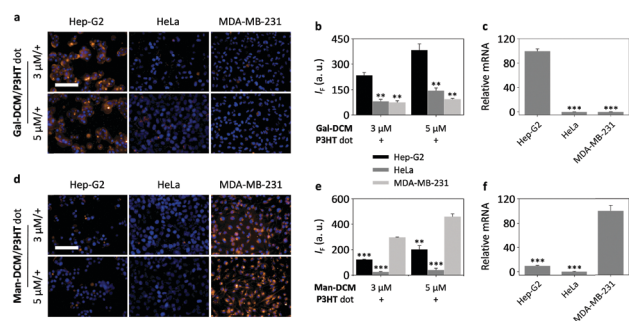 a
Hep-G2 HeLa MDA-MB-231
Gal-DCM/P3HT dot
3 μM/+
5 μM/+
b
I_F (a. u.)
450
300
150
0
** ** ** **
Gal-DCM 3 μM 5 μM
P3HT dot + +
c
Relative mRNA
120
80
40
0
*** ***
Hep-G2
HeLa
MDA-MB-231
Hep-G2
HeLa
MDA-MB-231
d
Hep-G2 HeLa MDA-MB-231
Man-DCM/P3HT dot
3 μM/+
5 μM/+
e
I_F (a. u.)
600
400
200
0
*** *** ** ***
Man-DCM 3 μM 5 μM
P3HT dot + +
f
Relative mRNA
120
80
40
0
*** ***
Hep-G2
HeLa
MDA-MB-231